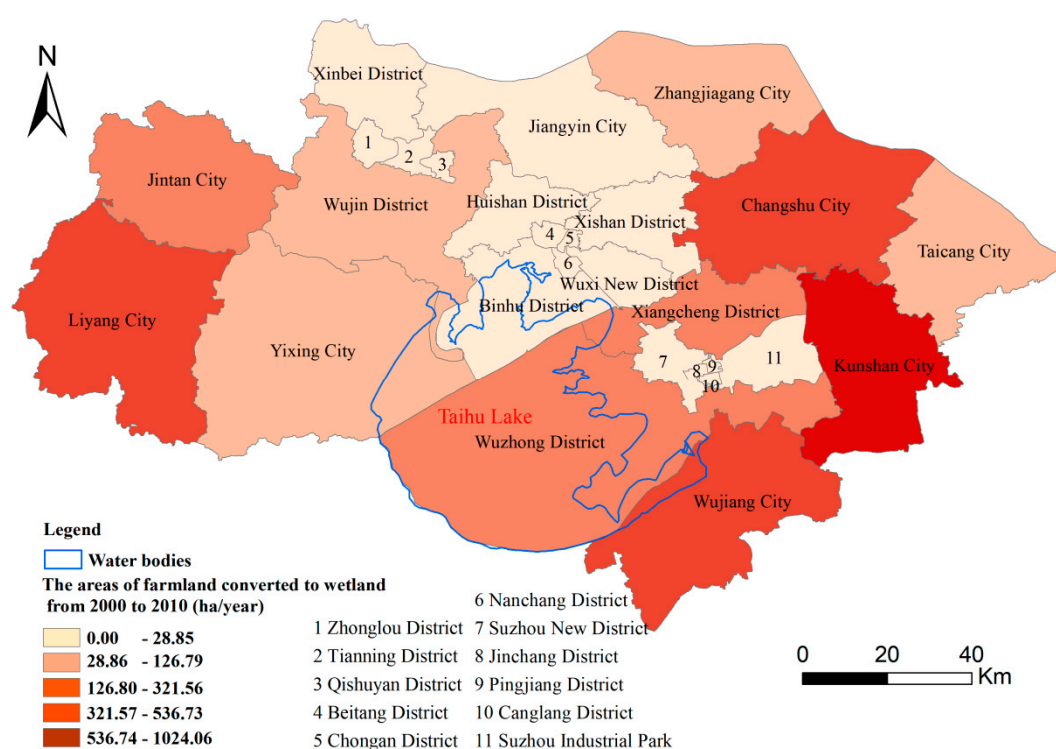 N
Xinbei District
Zhangjiagang City
Jiangyin City
1
2
3
Jintan City
Wujin District
Huishan District
Xishan District
Changshu City
4
5
6
Taicang City
Wuxi New District
Binhu District
Xiangcheng District
Liyang City
Yixing City
7
8
9
10
11
Kunshan City
Taihu Lake
Wuzhong District
Wujiang City
Legend
Water bodies
The areas of farmland converted to wetland
from 2000 to 2010 (ha/year)
0.00 - 28.85
28.86 - 126.79
126.80 - 321.56
321.57 - 536.73
536.74 - 1024.06
1 Zhonglou District
2 Tianning District
3 Qishuyan District
4 Beitang District
5 Chongan District
6 Nanchang District
7 Suzhou New District
8 Jinchang District
9 Pingjiang District
10 Canglang District
11 Suzhou Industrial Park
0 20 40
Km